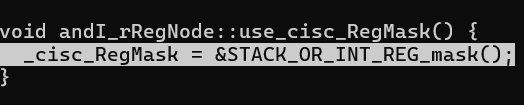 void andI_rRegNode::use_cisc_RegMask() {
  _cisc_RegMask = &STACK_OR_INT_REG_mask();
}